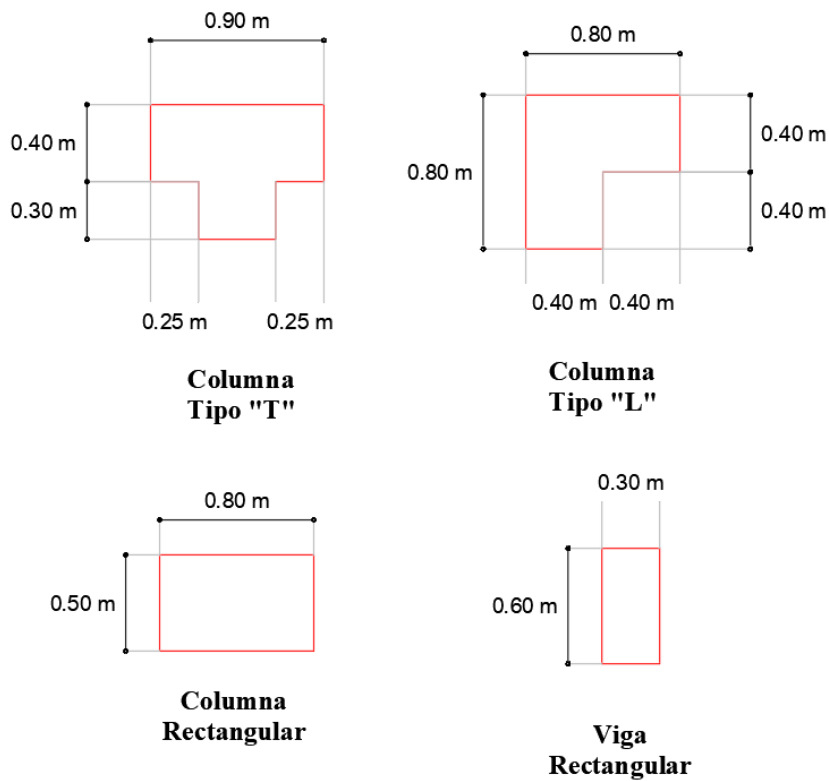 0.90 m
0.40 m
0.30 m
0.25 m 0.25 m
Columna
Tipo "T"
0.80 m
0.80 m
0.40 m
0.40 m
0.40 m 0.40 m
Columna
Tipo "L"
0.80 m
0.50 m
Columna
Rectangular
0.30 m
0.60 m
Viga
Rectangular